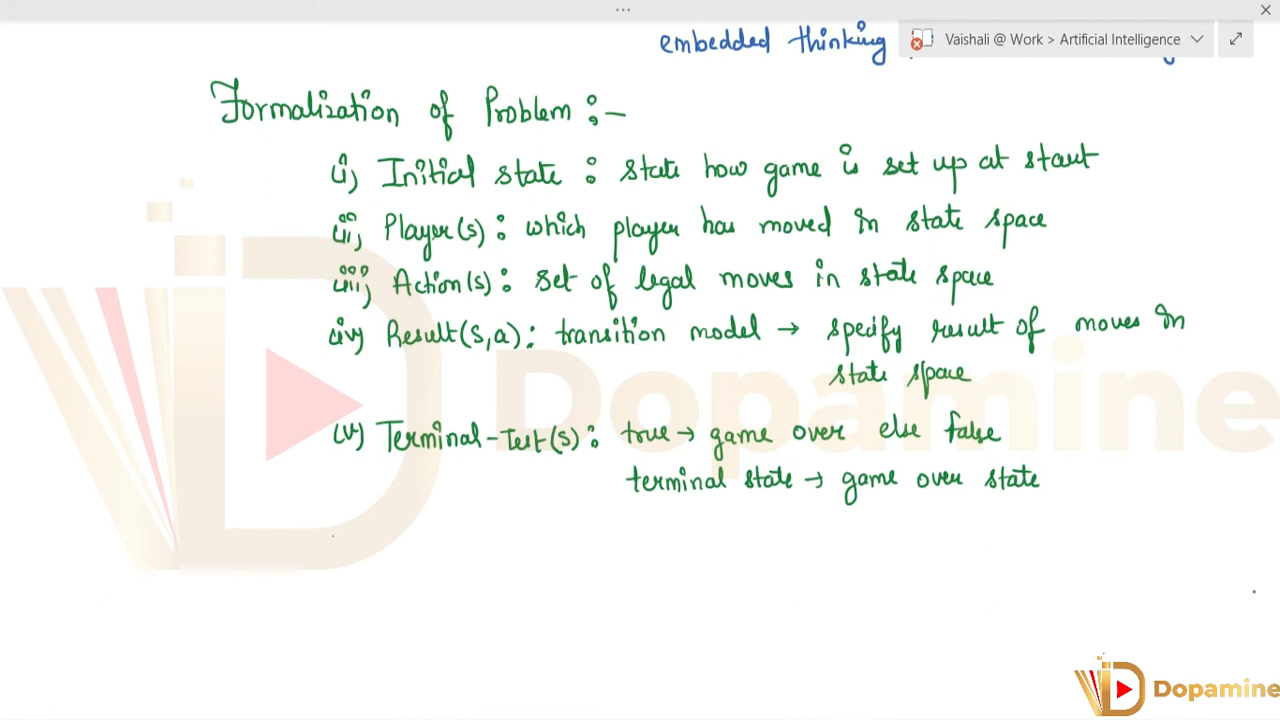 ...
embedded thinking
Vaishali @ Work > Artificial Intelligence
Formalization of Problem :-
(i) Initial state : state how game is set up at start
(ii) Player(s) : which player has moved in state space
(iii) Action(s) : set of legal moves in state space
(iv) Result(S,a) : transition model → specify result of moves in
state space
(v) Terminal-Test(s) : true → game over else false
terminal state → game over state
Dopamine
Dopamine